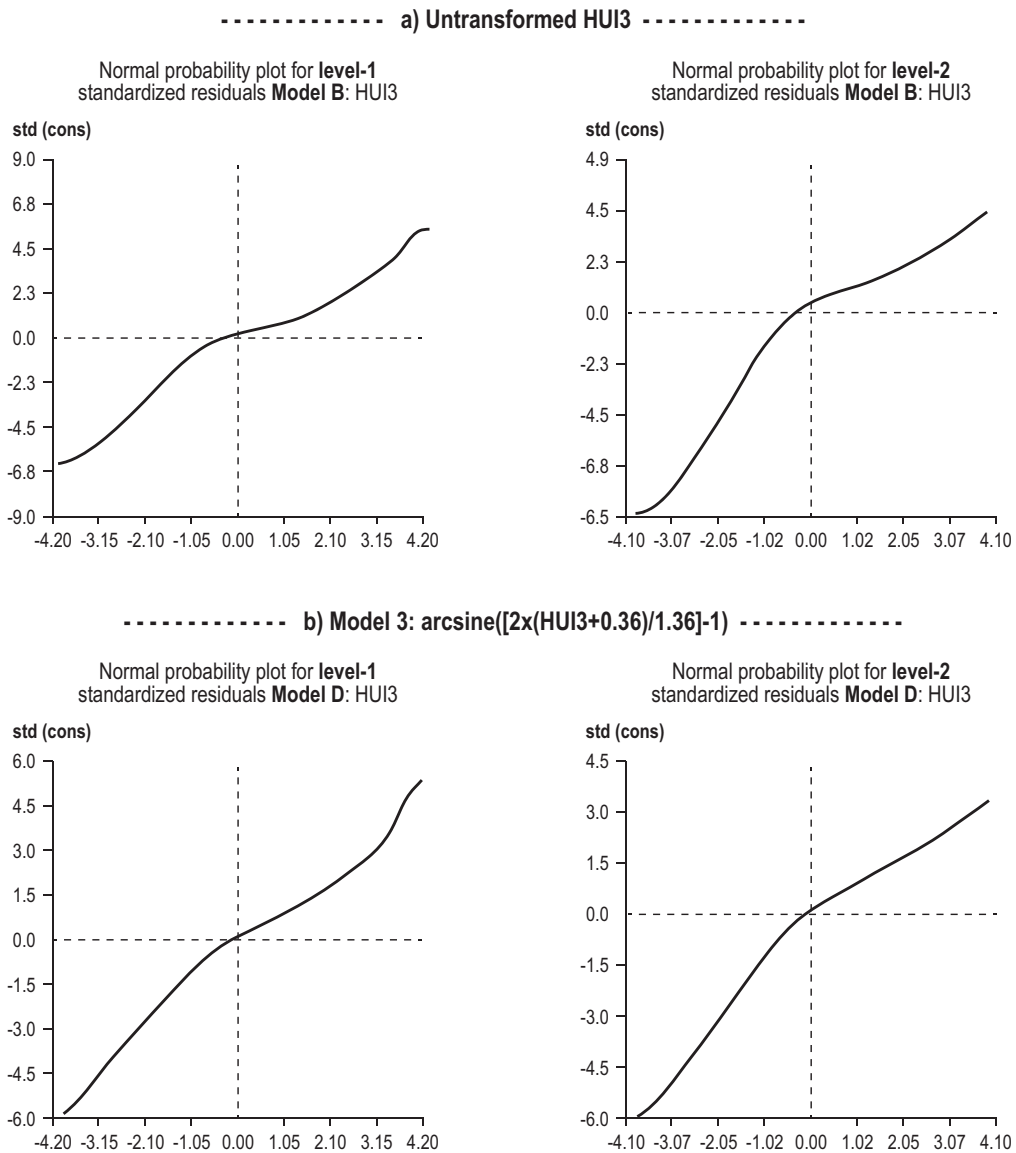 - - - - - - - - - - - - - a) Untransformed HUI3 - - - - - - - - - - - - -
Normal probability plot for level-1
standardized residuals Model B: HUI3
std (cons)
9.0
6.8
4.5
2.3
0.0
-2.3
-4.5
-6.8
-9.0
-4.20 -3.15 -2.10 -1.05 0.00 1.05 2.10 3.15 4.20
Normal probability plot for level-2
standardized residuals Model B: HUI3
std (cons)
4.9
4.5
2.3
0.0
-2.3
-4.5
-6.8
-6.5
-4.10 -3.07 -2.05 -1.02 0.00 1.02 2.05 3.07 4.10
- - - - - - - - - - - - - b) Model 3: arcsine([2x(HUI3+0.36)/1.36]-1) - - - - - - - - - - - - -
Normal probability plot for level-1
standardized residuals Model D: HUI3
std (cons)
6.0
4.5
3.0
1.5
0.0
-1.5
-3.0
-4.5
-6.0
-4.20 -3.15 -2.10 -1.05 0.00 1.05 2.10 3.15 4.20
Normal probability plot for level-2
standardized residuals Model D: HUI3
std (cons)
4.5
3.0
1.5
0.0
-1.5
-3.0
-4.5
-6.0
-4.10 -3.07 -2.05 -1.02 0.00 1.02 2.05 3.07 4.10